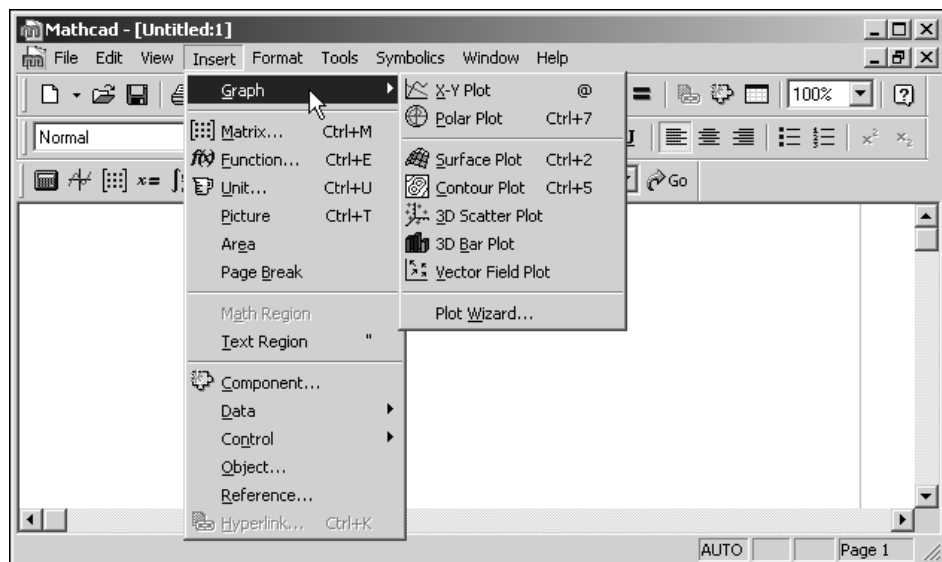 Mathcad - [Untitled:1]
File Edit View Insert Format Tools Symbolics Window Help
100%
Normal
x² ×₂
x= Go
Graph
Matrix... Ctrl+M
f(x) Function... Ctrl+E
Unit... Ctrl+U
Picture Ctrl+T
Area
Page Break
Math Region
Text Region "
Component...
Data
Control
Object...
Reference...
Hyperlink... Ctrl+K
X-Y Plot @
Polar Plot Ctrl+7
Surface Plot Ctrl+2
Contour Plot Ctrl+5
3D Scatter Plot
3D Bar Plot
Vector Field Plot
Plot Wizard...
AUTO Page 1